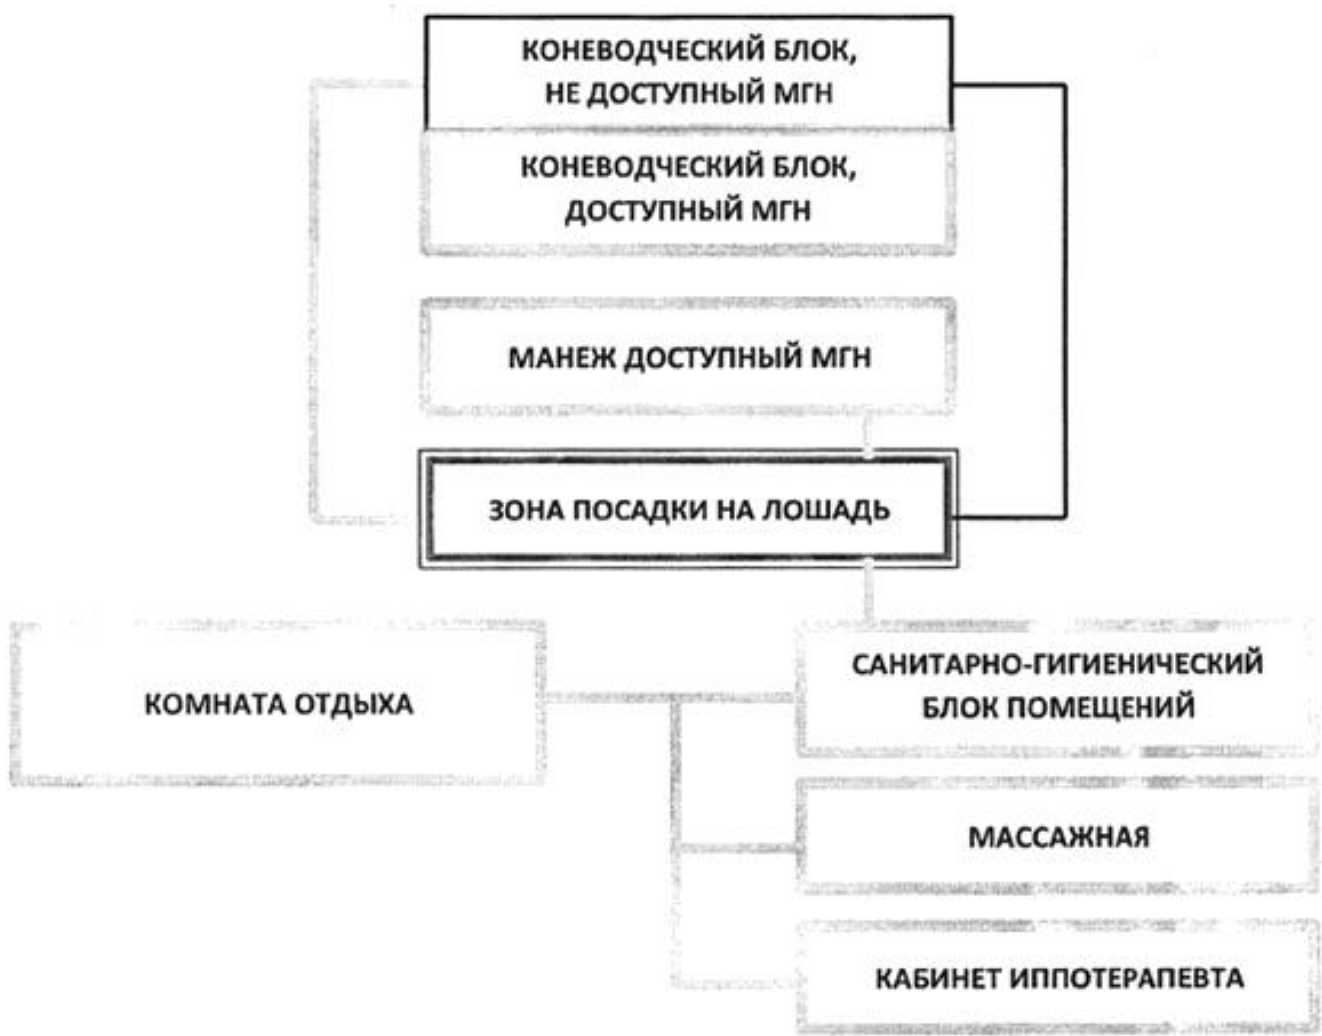 КОНЕВОДЧЕСКИЙ БЛОК,
НЕ ДОСТУПНЫЙ МГН
КОНЕВОДЧЕСКИЙ БЛОК,
ДОСТУПНЫЙ МГН
МАНЕЖ ДОСТУПНЫЙ МГН
ЗОНА ПОСАДКИ НА ЛОШАДЬ
КОМНАТА ОТДЫХА
САНИТАРНО-ГИГИЕНИЧЕСКИЙ
БЛОК ПОМЕЩЕНИЙ
МАССАЖНАЯ
КАБИНЕТ ИППОТЕРАПЕВТА